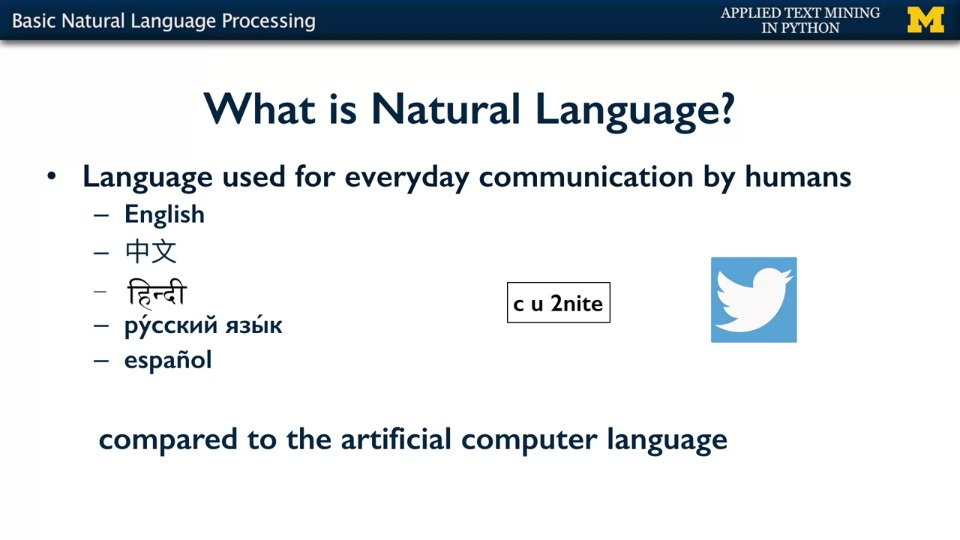 Basic Natural Language Processing
APPLIED TEXT MINING
IN PYTHON
M
What is Natural Language?
• Language used for everyday communication by humans
– English
– 中文
– हिन्दी
– ру́сский язы́к
– español
c u 2nite
compared to the artificial computer language